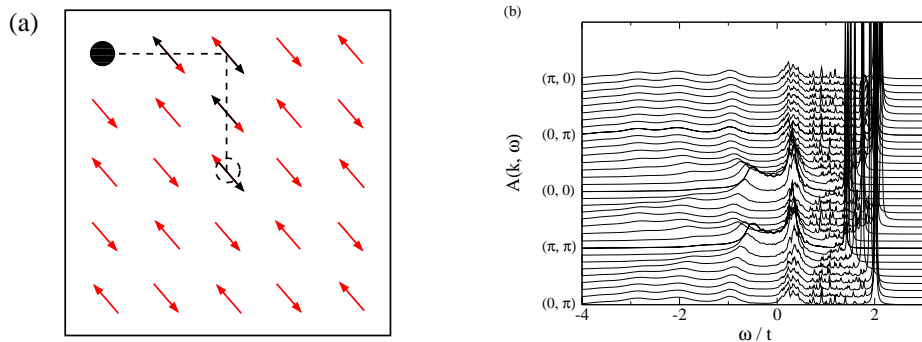 (a)
(b)
A(k, ω)
(π, 0)
(0, π)
(0, 0)
(π, π)
(0, π)
-4 -2 0 2
ω / t